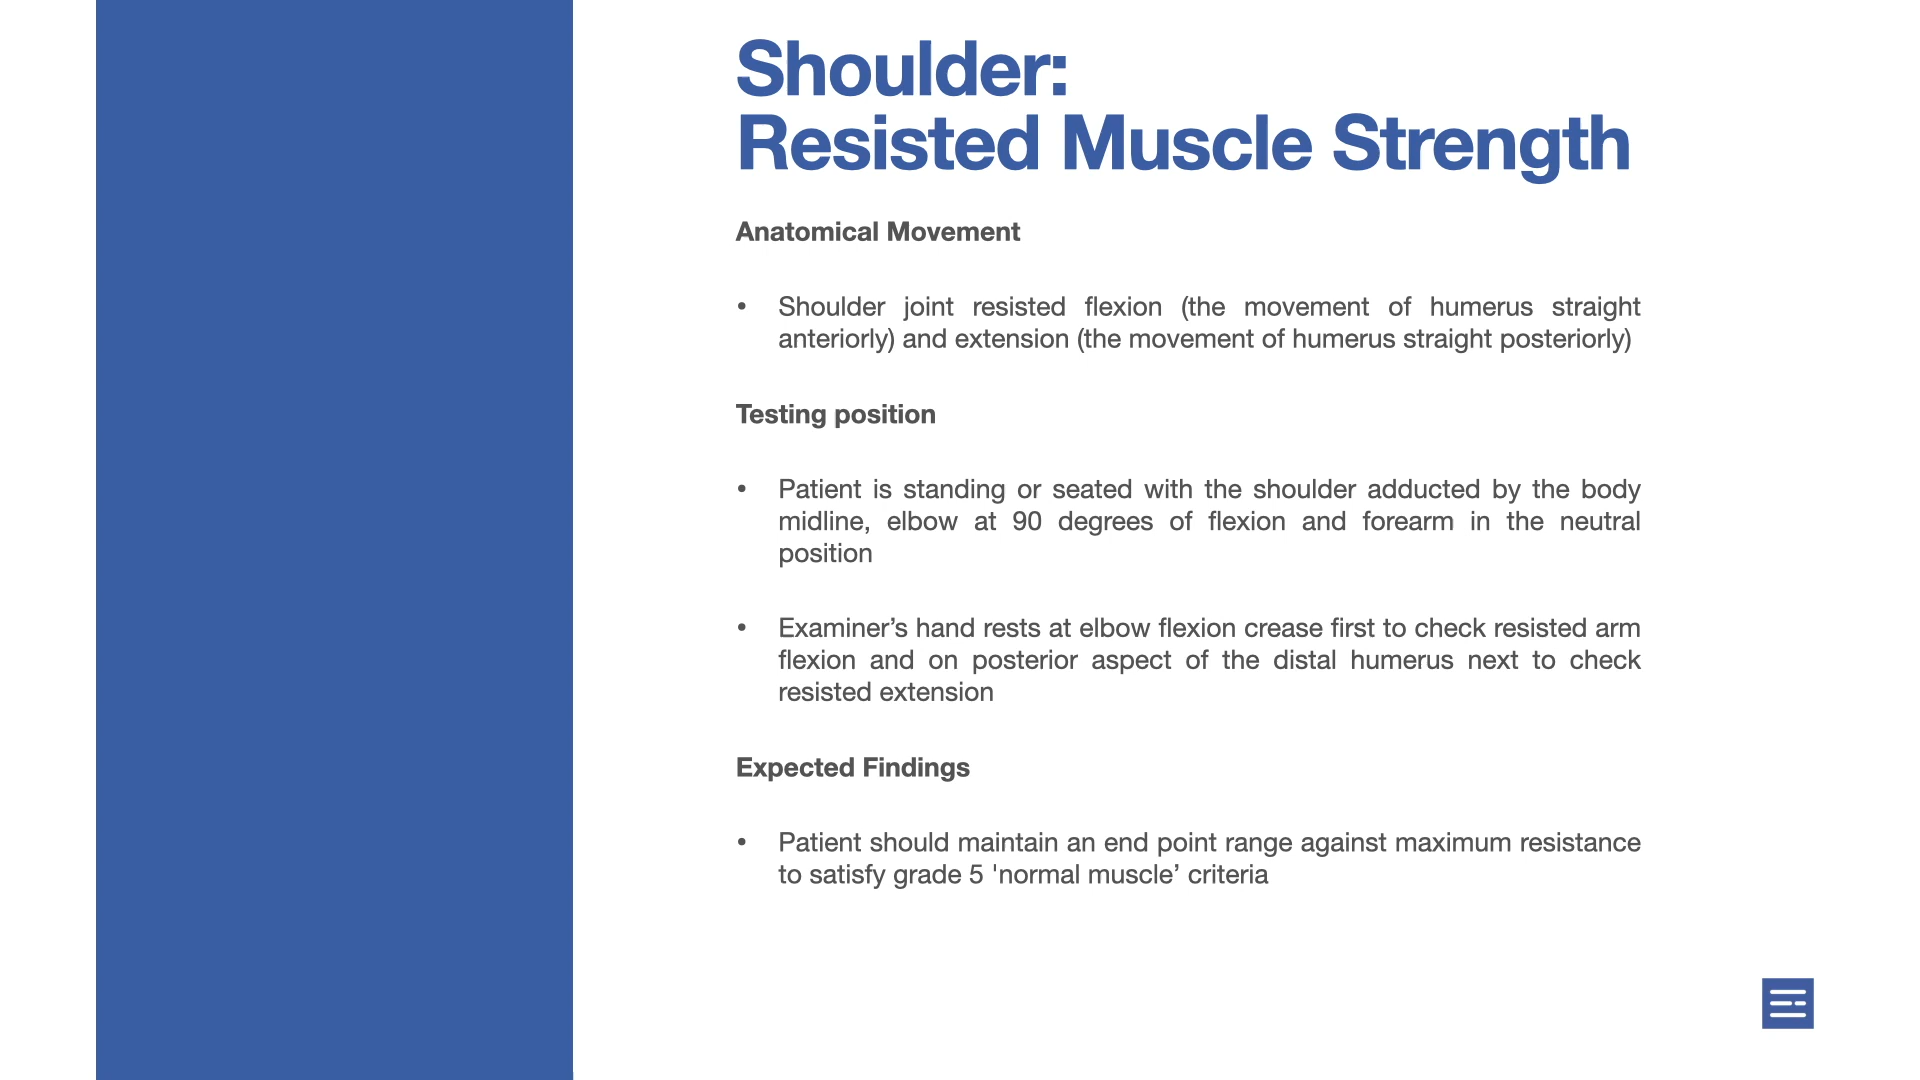 Shoulder:
Resisted Muscle Strength
Anatomical Movement
• Shoulder joint resisted flexion (the movement of humerus straight
anteriorly) and extension (the movement of humerus straight posteriorly)
Testing position
• Patient is standing or seated with the shoulder adducted by the body
midline, elbow at 90 degrees of flexion and forearm in the neutral
position
• Examiner’s hand rests at elbow flexion crease first to check resisted arm
flexion and on posterior aspect of the distal humerus next to check
resisted extension
Expected Findings
• Patient should maintain an end point range against maximum resistance
to satisfy grade 5 'normal muscle’ criteria